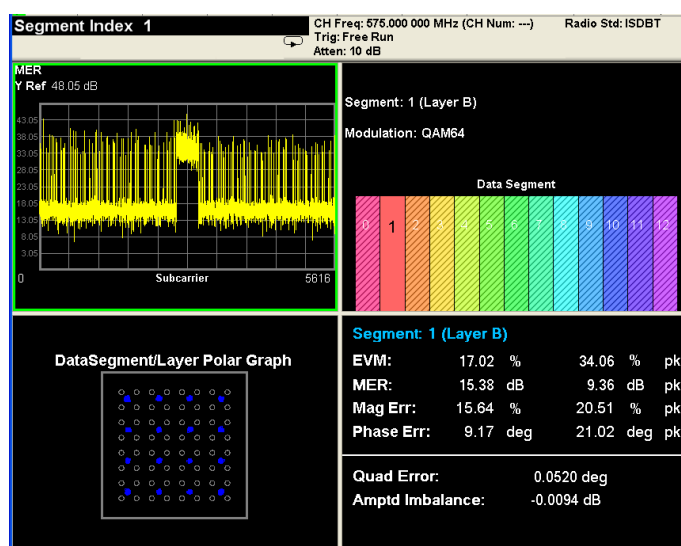 Segment Index 1
CH Freq: 575.000 000 MHz (CH Num: ---) Radio Std: ISDBT
Trig: Free Run
Atten: 10 dB
MER
Y Ref 48.05 dB
43.05
38.05
33.05
28.05
23.05
18.05
13.05
8.05
3.05
0 Subcarrier 5616
Segment: 1 (Layer B)
Modulation: QAM64
Data Segment
0 1 2 3 4 5 6 7 8 9 10 11 12
DataSegment/Layer Polar Graph
Segment: 1 (Layer B)
EVM: 17.02 % 34.06 % pk
MER: 15.38 dB 9.36 dB pk
Mag Err: 15.64 % 20.51 % pk
Phase Err: 9.17 deg 21.02 deg pk
Quad Error: 0.0520 deg
Amptd Imbalance: -0.0094 dB